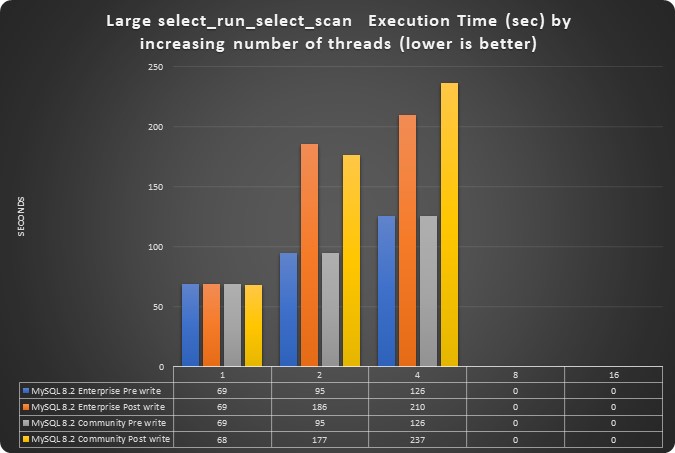 Large select_run_select_scan Execution Time (sec) by
increasing number of threads (lower is better)
SECONDS
250
200
150
100
50
0
1 2 4 8 16
MySQL 8.2 Enterprise Pre write 69 95 126 0 0
MySQL 8.2 Enterprise Post write 69 186 210 0 0
MySQL 8.2 Community Pre write 69 95 126 0 0
MySQL 8.2 Community Post write 68 177 237 0 0